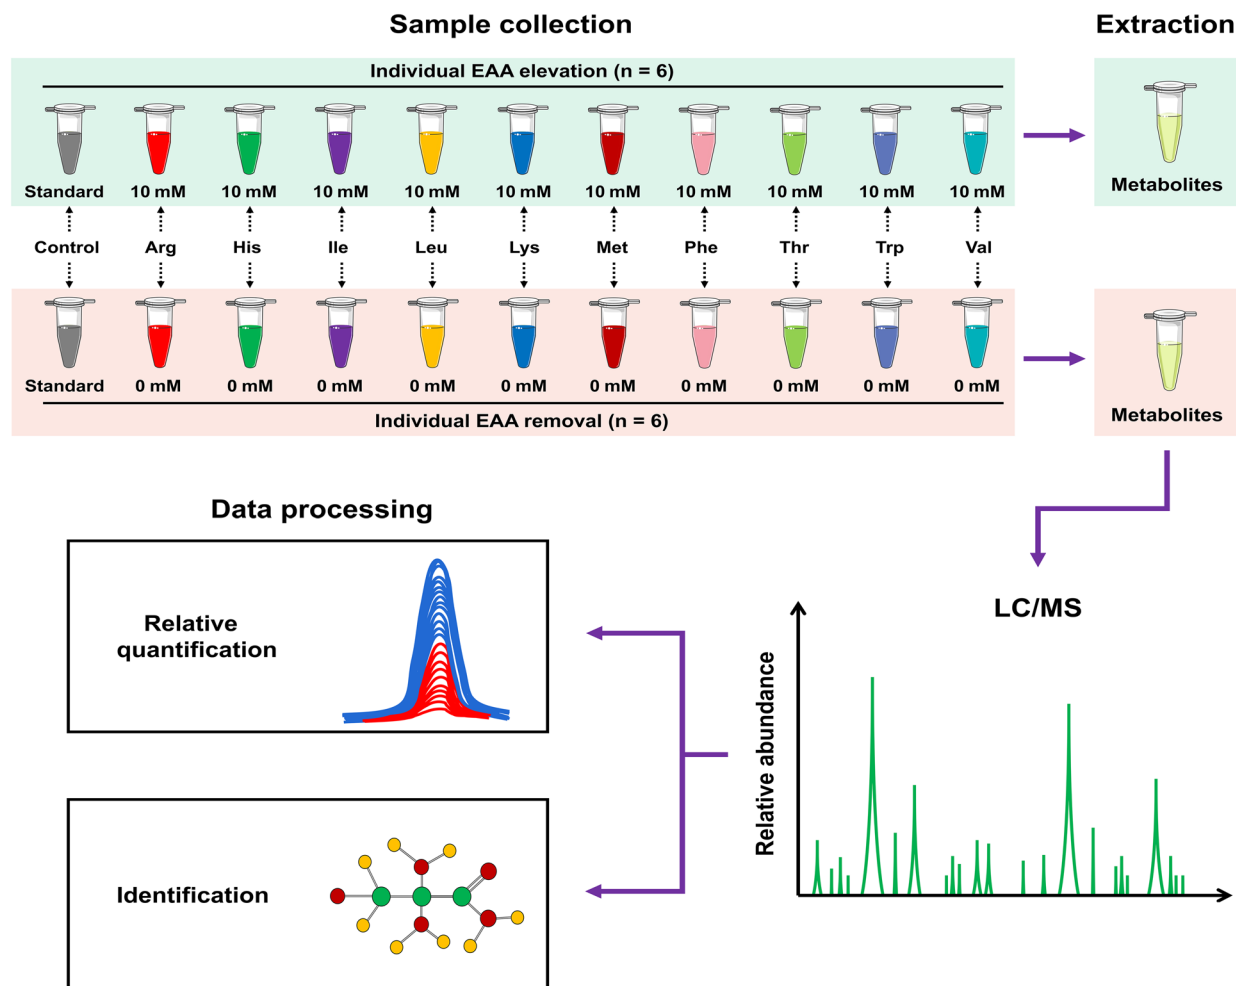 Sample collection
Extraction
Individual EAA elevation (n = 6)
Standard 10 mM 10 mM 10 mM 10 mM 10 mM 10 mM 10 mM 10 mM 10 mM 10 mM
Metabolites
Control Arg His Ile Leu Lys Met Phe Thr Trp Val
Standard 0 mM 0 mM 0 mM 0 mM 0 mM 0 mM 0 mM 0 mM 0 mM 0 mM
Individual EAA removal (n = 6)
Metabolites
Data processing
Relative
quantification
Identification
LC/MS
Relative abundance